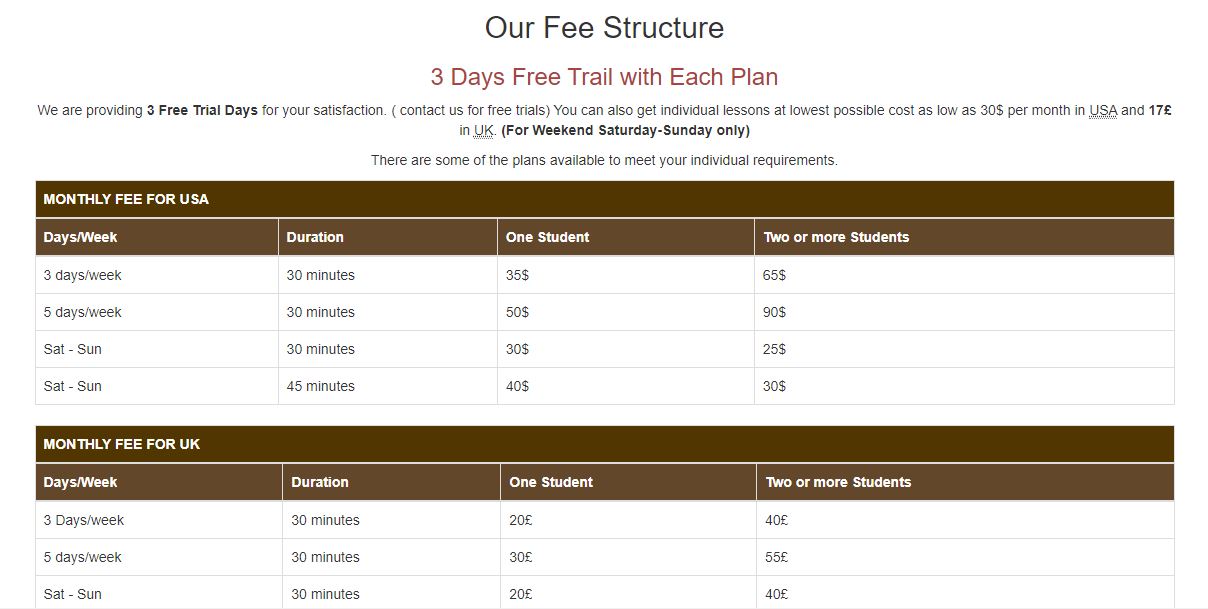 Our Fee Structure
3 Days Free Trail with Each Plan
We are providing 3 Free Trial Days for your satisfaction. ( contact us for free trials) You can also get individual lessons at lowest possible cost as low as 30$ per month in USA and 17£
in UK. (For Weekend Saturday-Sunday only)
There are some of the plans available to meet your individual requirements.
MONTHLY FEE FOR USA
Days/Week Duration One Student Two or more Students
3 days/week 30 minutes 35$ 65$
5 days/week 30 minutes 50$ 90$
Sat - Sun 30 minutes 30$ 25$
Sat - Sun 45 minutes 40$ 30$
MONTHLY FEE FOR UK
Days/Week Duration One Student Two or more Students
3 Days/week 30 minutes 20£ 40£
5 days/week 30 minutes 30£ 55£
Sat - Sun 30 minutes 20£ 40£